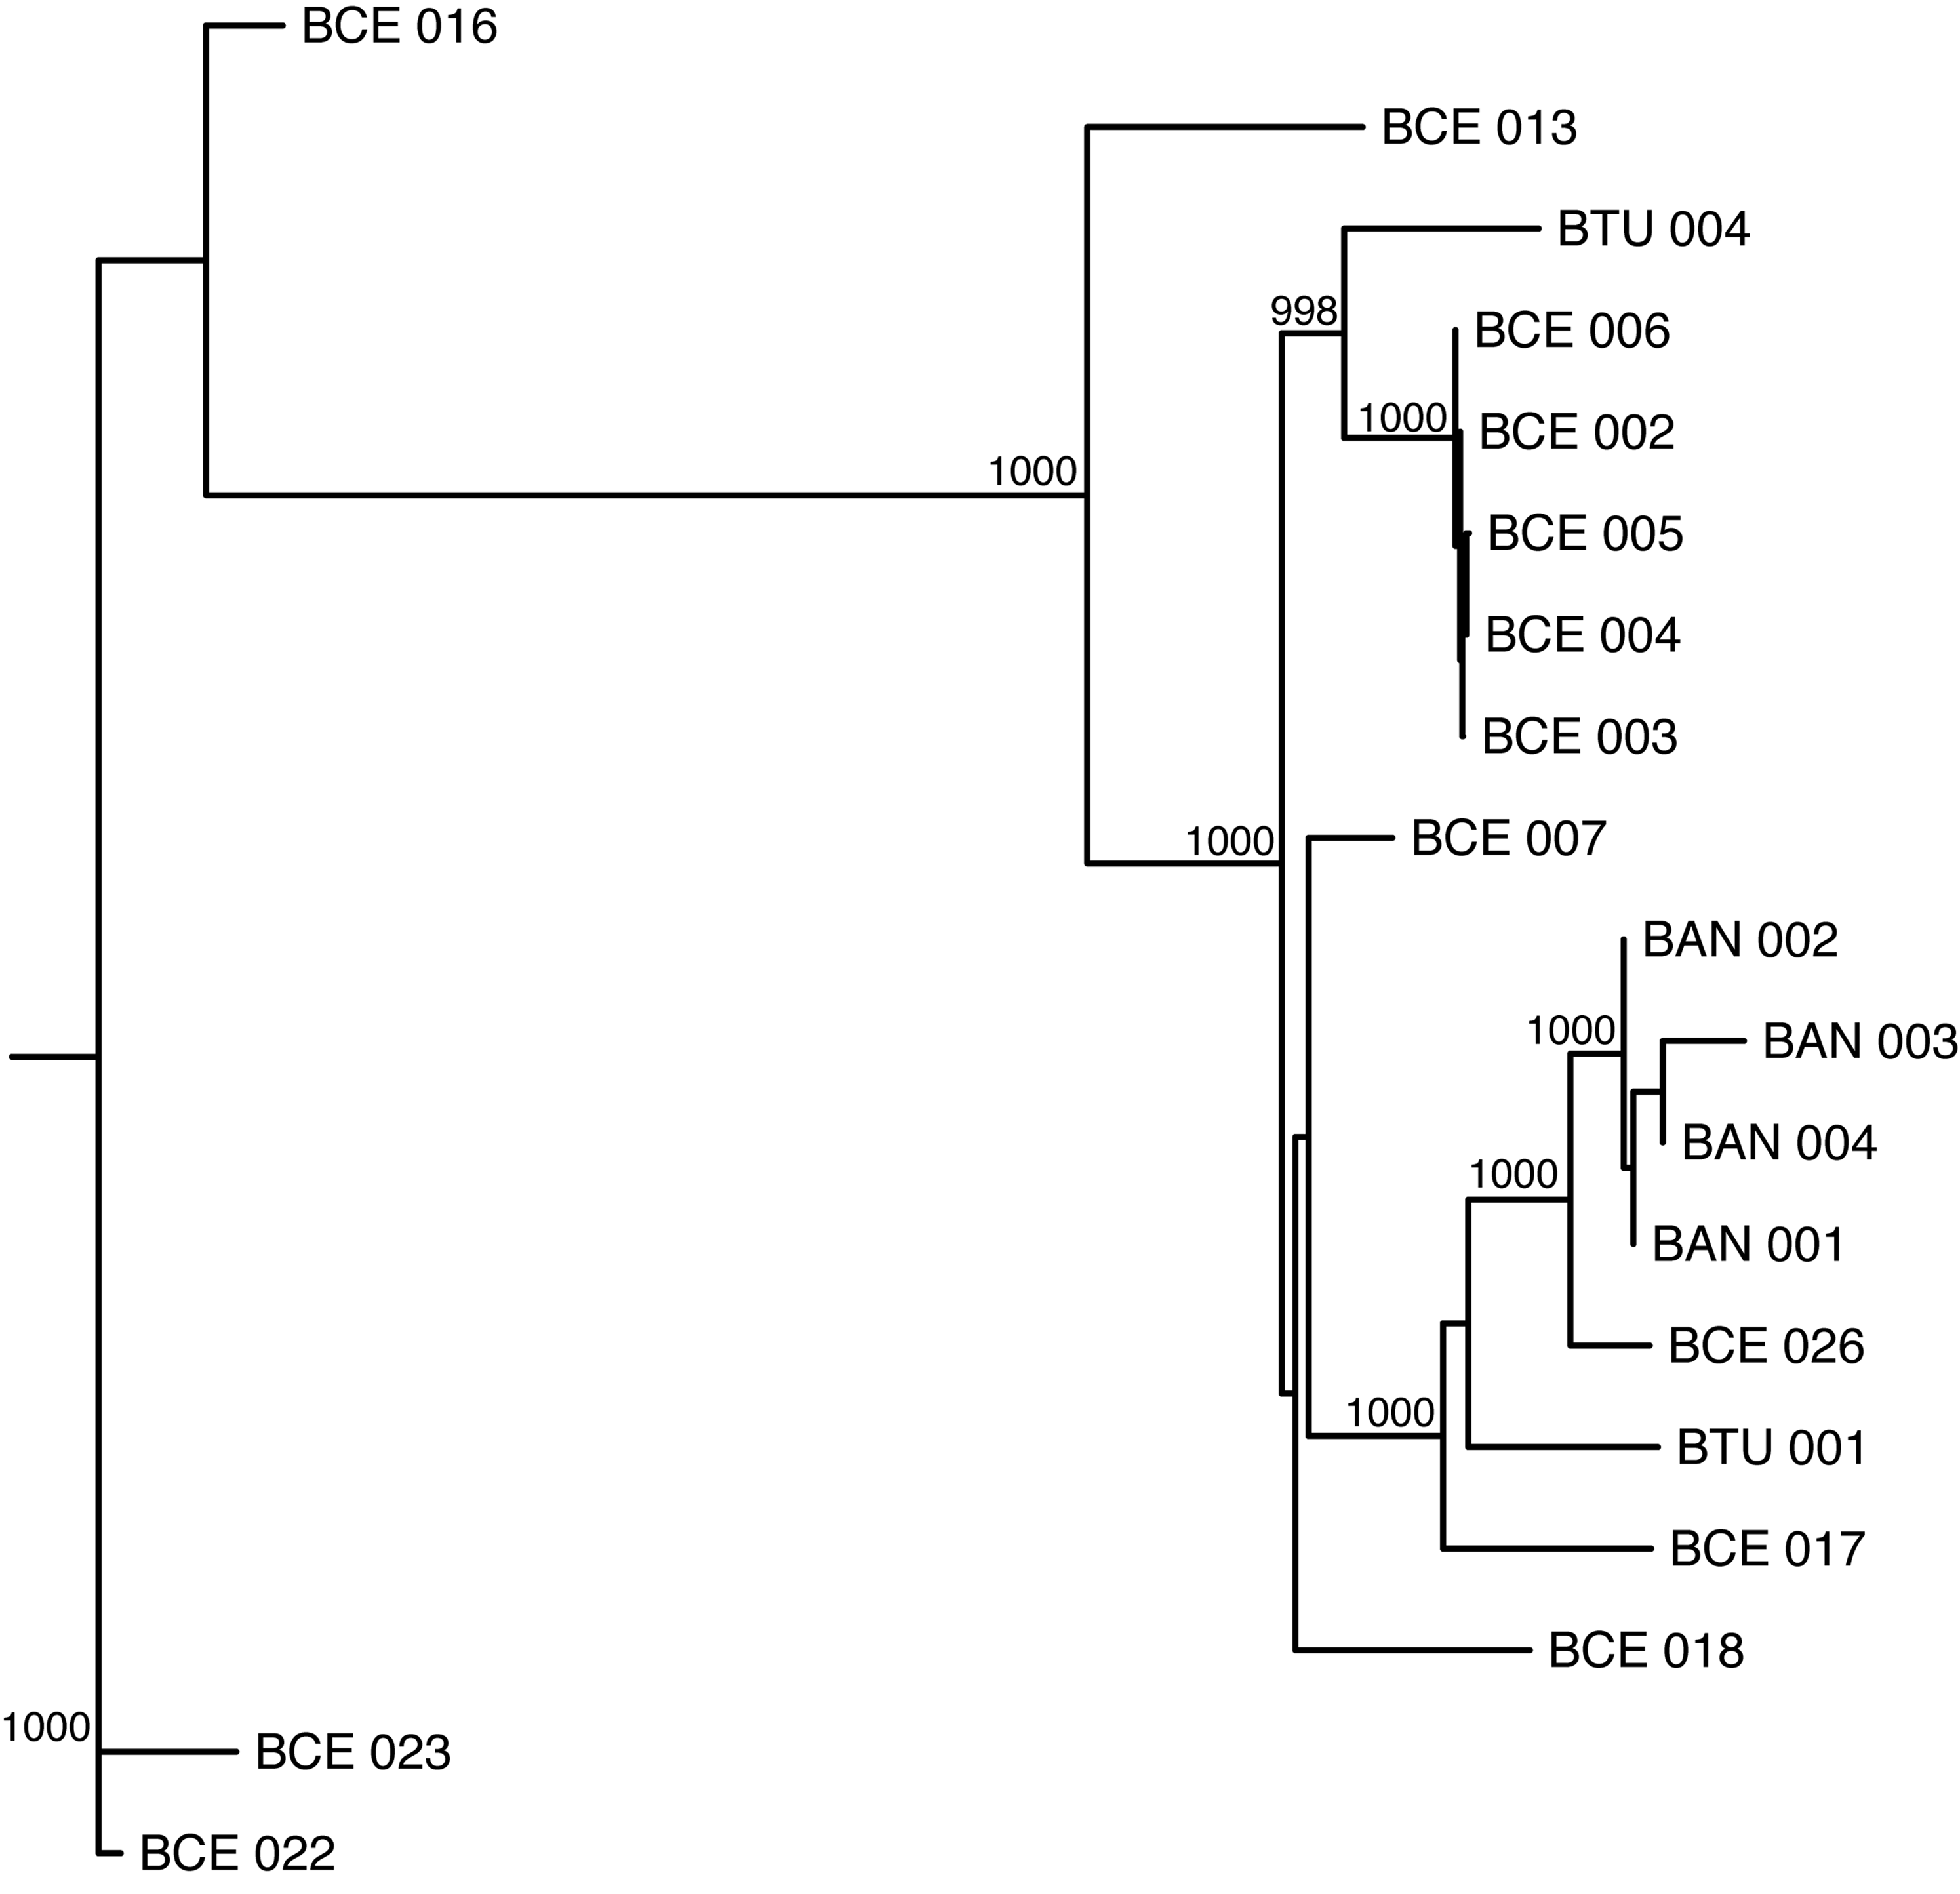 BCE 016
BCE 013
BTU 004
998
BCE 006
1000
BCE 002
1000
BCE 005
BCE 004
BCE 003
1000
BCE 007
BAN 002
1000
BAN 003
BAN 004
1000
BAN 001
BCE 026
1000
BTU 001
BCE 017
BCE 018
1000
BCE 023
BCE 022